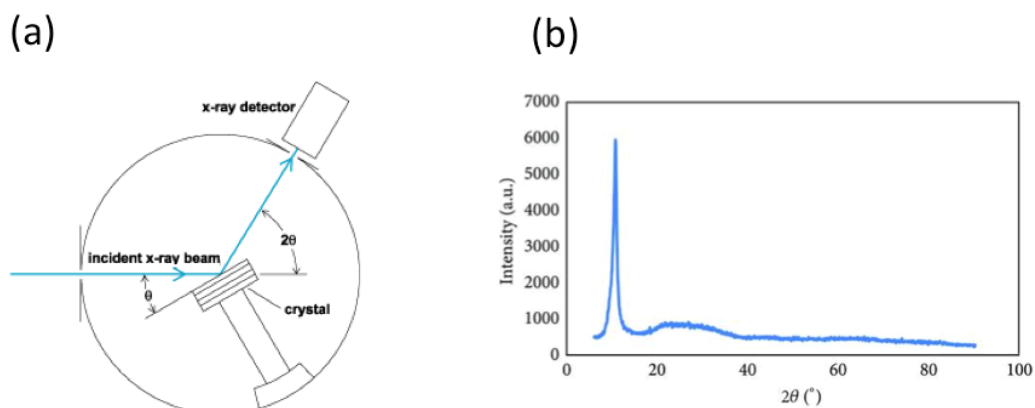 (a)
x-ray detector
incident x-ray beam
2θ
θ
crystal
(b)
Intensity (a.u.)
7000
6000
5000
4000
3000
2000
1000
0
0 20 40 60 80 100
2θ (°)